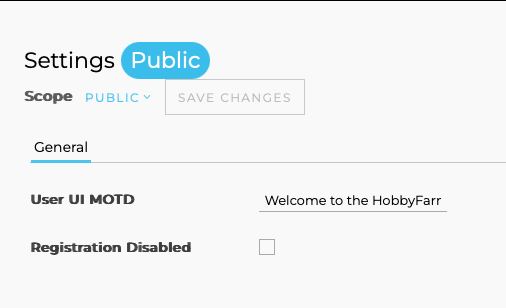 Settings Public
Scope PUBLIC SAVE CHANGES
General
User UI MOTD Welcome to the HobbyFarr
Registration Disabled